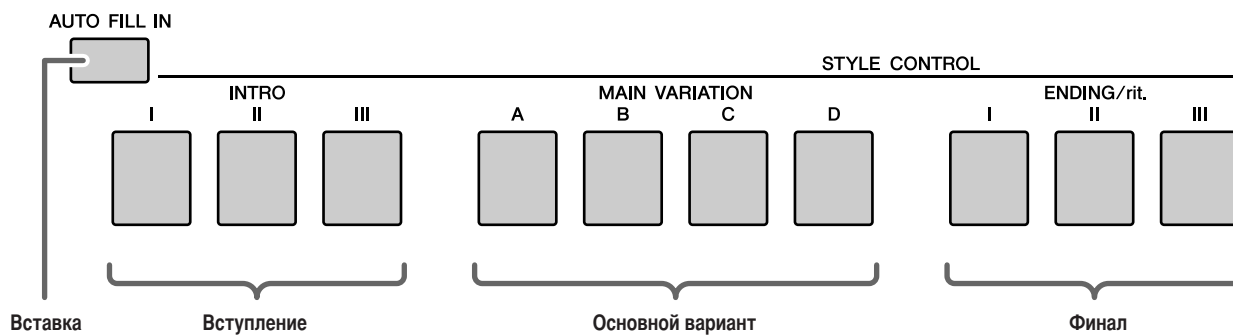 AUTO FILL IN
STYLE CONTROL
INTRO MAIN VARIATION ENDING/rit.
I II III A B C D I II III
Вставка Вступление Основной вариант Финал